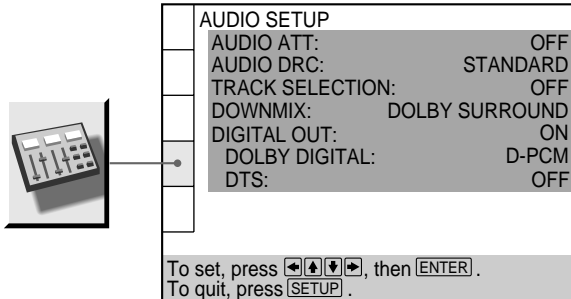 AUDIO SETUP
AUDIO ATT: OFF
AUDIO DRC: STANDARD
TRACK SELECTION: OFF
DOWNMIX: DOLBY SURROUND
DIGITAL OUT: ON
DOLBY DIGITAL: D-PCM
DTS: OFF
To set, press ←↑↓→, then ENTER.
To quit, press SETUP.